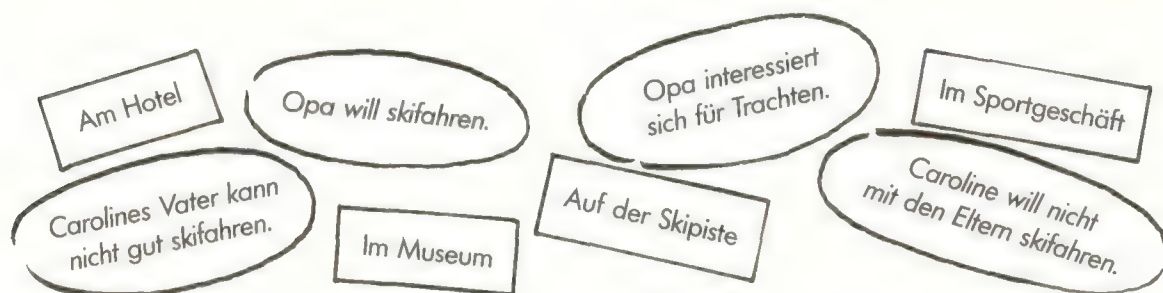 Am Hotel
Opa will skifahren.
Opa interessiert
sich für Trachten.
Im Sportgeschäft
Carolines Vater kann
nicht gut skifahren.
Im Museum
Auf der Skipiste
Caroline will nicht
mit den Eltern skifahren.